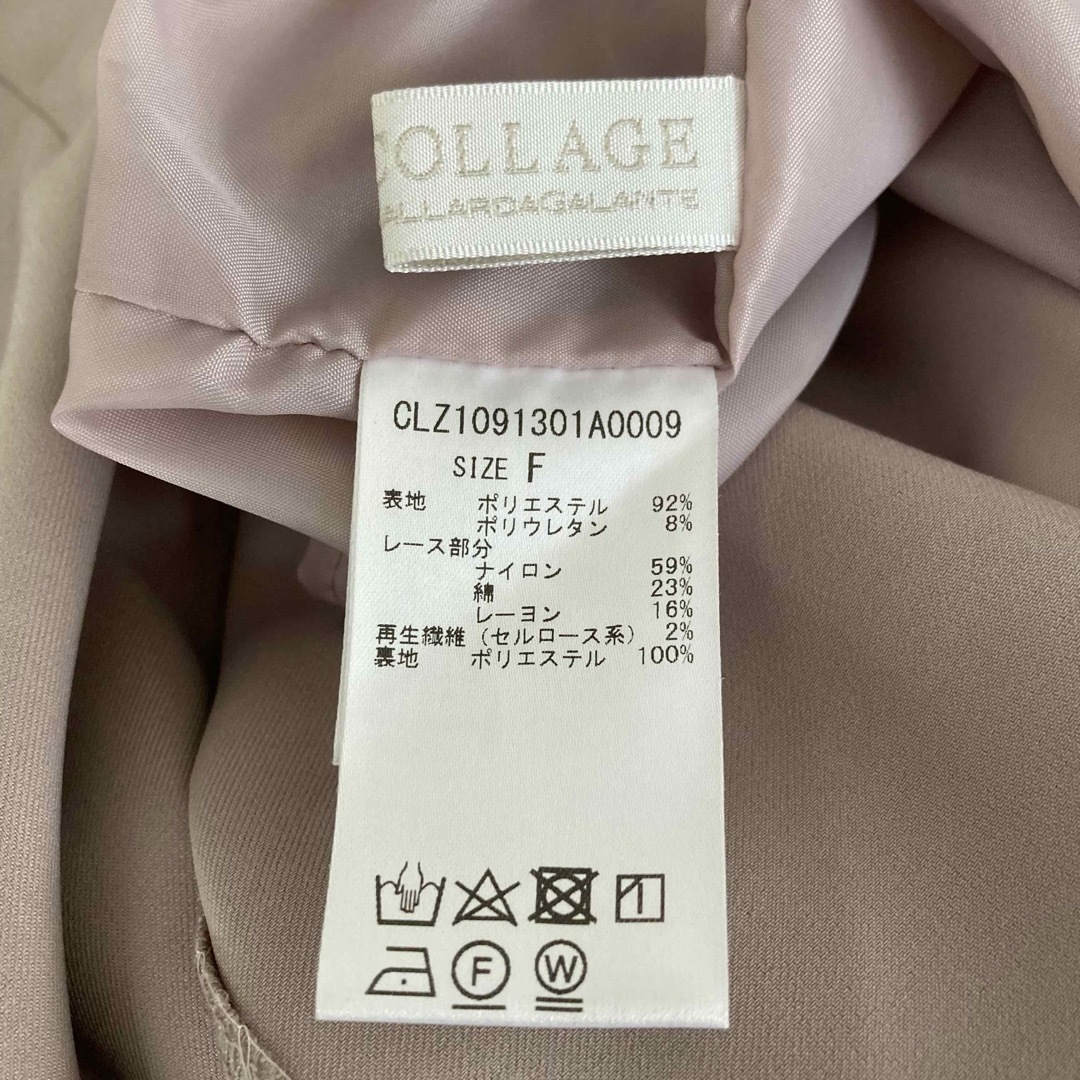 COLLAGE
GALLARDAGALANTE
CLZ1091301A0009
SIZE F
表地 ポリエステル 92%
ポリウレタン 8%
レース部分
ナイロン 59%
綿 23%
レーヨン 16%
再生繊維(セルロース系) 2%
裏地 ポリエステル 100%
F W